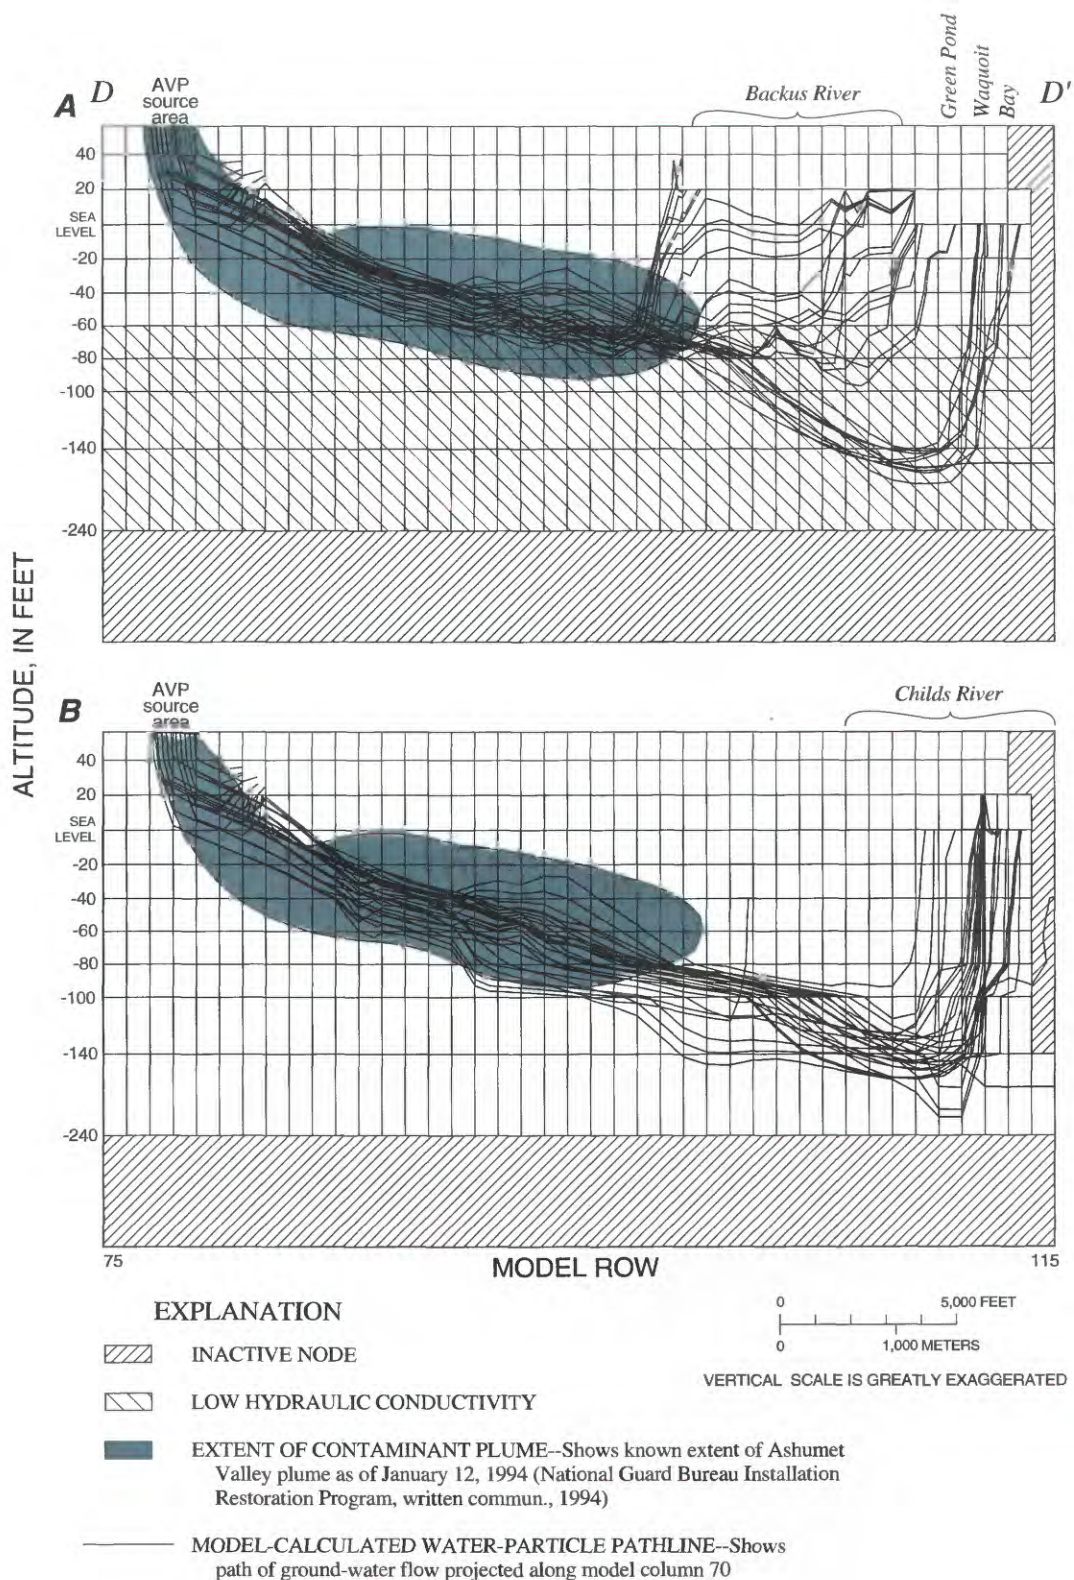 Green Pond
Waquoit
Bay
A
D
AVP
source
area
Backus River
D'
40
20
SEA
LEVEL
-20
-40
-60
-80
-100
-140
-240
ALTITUDE, IN FEET
B
AVP
source
area
Childs River
40
20
SEA
LEVEL
-20
-40
-60
-80
-100
-140
-240
75
MODEL ROW
115
EXPLANATION
0 5,000 FEET
0 1,000 METERS
VERTICAL SCALE IS GREATLY EXAGGERATED
INACTIVE NODE
LOW HYDRAULIC CONDUCTIVITY
EXTENT OF CONTAMINANT PLUME--Shows known extent of Ashumet
Valley plume as of January 12, 1994 (National Guard Bureau Installation
Restoration Program, written commun., 1994)
MODEL-CALCULATED WATER-PARTICLE PATHLINE--Shows
path of ground-water flow projected along model column 70